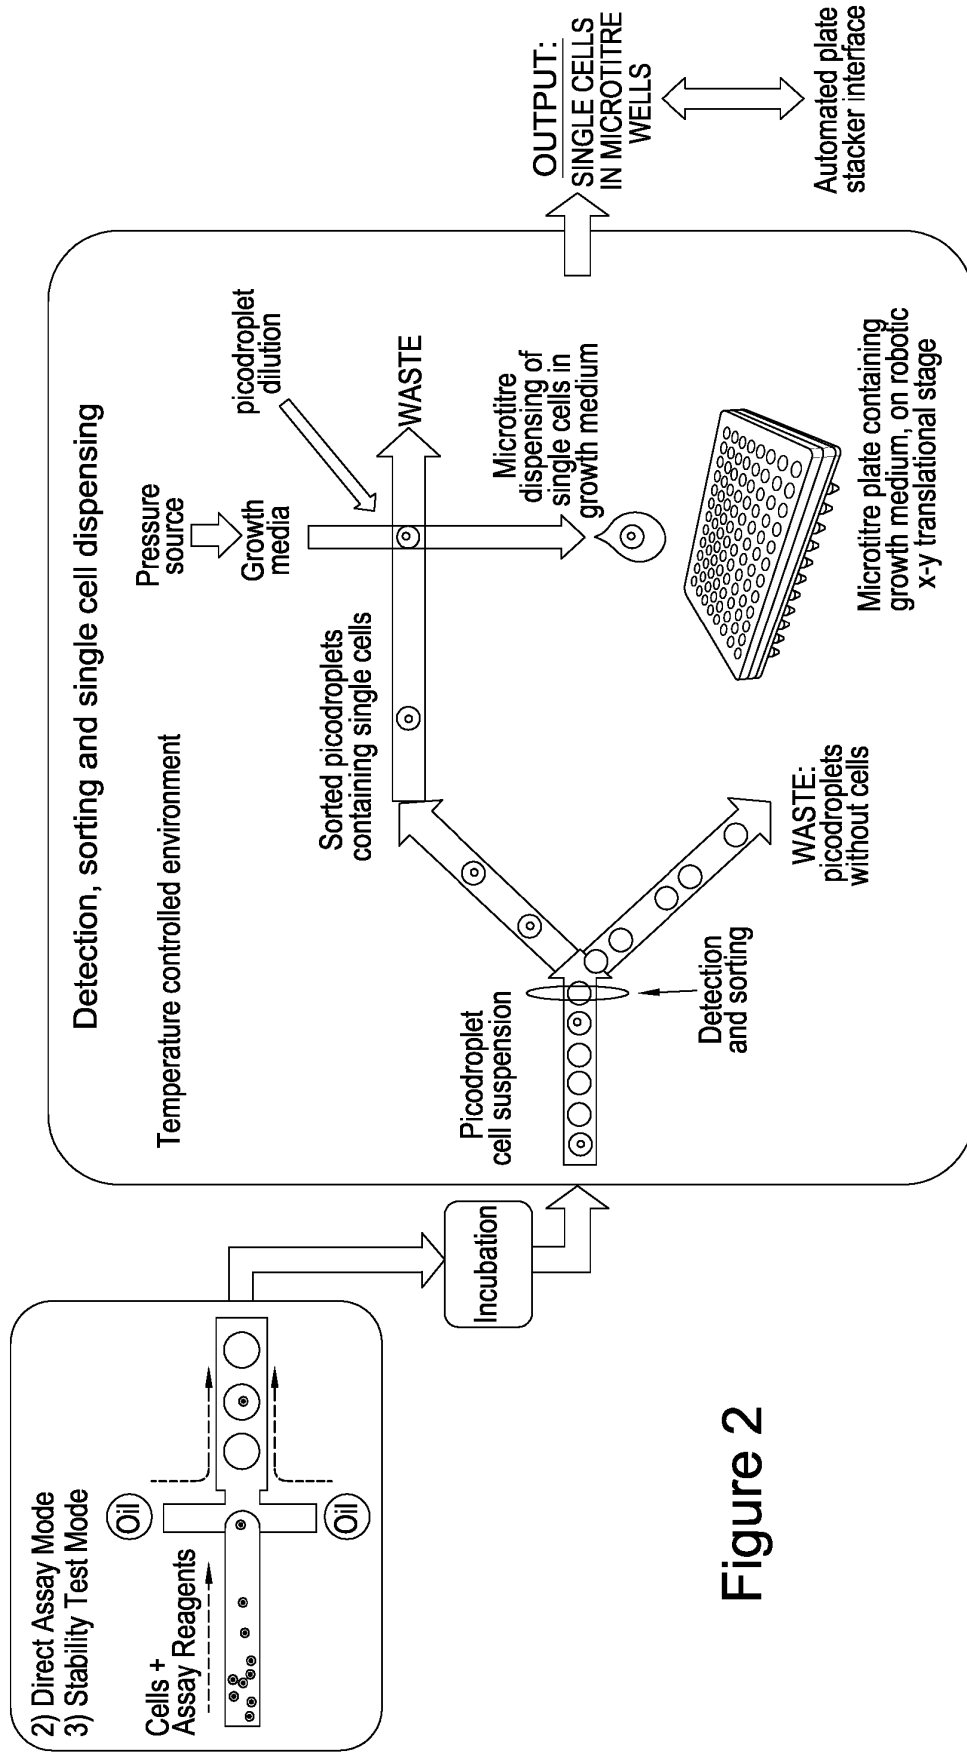 2) Direct Assay Mode
3) Stability Test Mode
Cells +
Assay Reagents
Oil
Oil
Incubation
Detection, sorting and single cell dispensing
Temperature controlled environment
Picodroplet
cell suspension
Detection
and sorting
Sorted picodroplets
containing single cells
WASTE:
picodroplets
without cells
Pressure
source
Growth
media
picodroplet
dilution
WASTE
Microtitre
dispensing of
single cells in
growth medium
Microtitre plate containing
growth medium, on robotic
x-y translational stage
OUTPUT:
SINGLE CELLS
IN MICROTITRE
WELLS
Automated plate
stacker interface
Figure 2